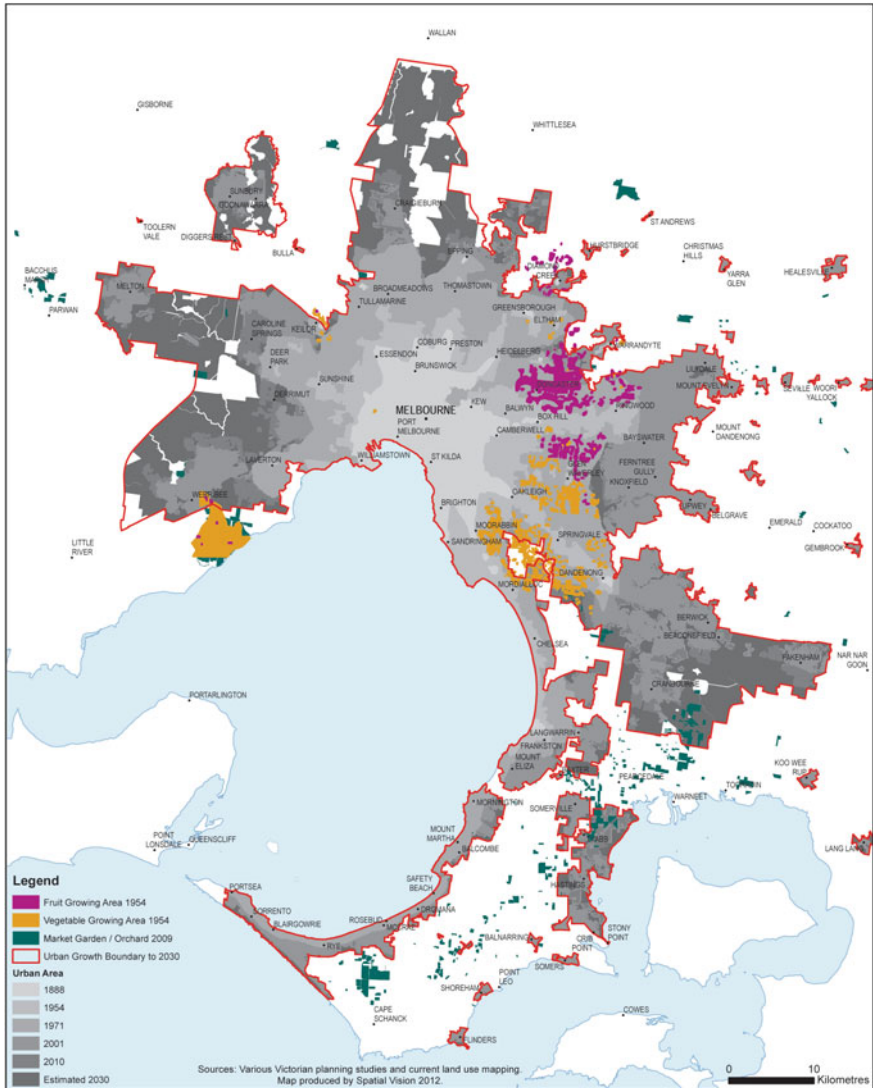 WALLAN
GISBORNE
WHITTLESEA
SUNBURY
CRAIGIEBURN
ST ANDREWS
TOOLERN
VALE
DIGGERS REST
BULLA
HURSTBRIDGE
CHRISTMAS
HILLS
YARRA
GLEN
HEALESVILLE
BACCHUS
PARWAN
MELTON
EPPING
DIAMOND
CREEK
BROADMEADOWS
THOMASTOWN
TULLAMARINE
GREENSBOROUGH
ELTHAM
KEILOR
CAROLINE
SPRINGS
COBURG
PRESTON
ESSENDON
HEIDELBERG
WARRANDYTE
DEER
PARK
BRUNSWICK
LILYDALE
MOUNT EVELYN
SUNSHINE
DERRIMUT
SEVILLE
WOORI
YALLOCK
MELBOURNE
KEW
BALWYN
RINGWOOD
PORT
MELBOURNE
BOX HILL
CAMBERWELL
MOUNT
DANDENONG
BAYSWATER
LAVERTON
WILLIAMSTOWN
ST KILDA
GLEN
WAVERLEY
FERNTREE
GULLY
KNOXFIELD
WERRIBEE
BRIGHTON
OAKLEIGH
UPWEY
BELGRAVE
MOORABBIN
SANDRINGHAM
SPRINGVALE
EMERALD
COCKATOO
GEMBROOK
LITTLE
RIVER
DANDENONG
MORDIALLOC
BERWICK
BEACONSFIELD
CHELSEA
PAKENHAM
NAR NAR
GOON
CRANBOURNE
PORTARLINGTON
LANGWARRIN
FRANKSTON
MOUNT
ELIZA
PEARCEDALE
KOO WEE
RUP
WARNEET
MORNINGTON
SOMERVILLE
POINT
LONSDALE
QUEENSCLIFF
MOUNT
MARTHA
BALCOMBE
LANG LANG
SAFETY
BEACH
HASTINGS
PORTSEA
SORRENTO
BLAIRGOWRIE
ROSEBUD
DROMANA
RYE
BALNARRING
CRIB
POINT
STONY
POINT
SOMERS
POINT
LEO
SHOREHAM
CAPE
SCHANCK
COWES
FLINDERS
Legend
Fruit Growing Area 1954
Vegetable Growing Area 1954
Market Garden / Orchard 2009
Urban Growth Boundary to 2030
Urban Area
1888
1954
1971
2001
2010
Estimated 2030
Sources: Various Victorian planning studies and current land use mapping.
Map produced by Spatial Vision 2012.
0 10
Kilometres